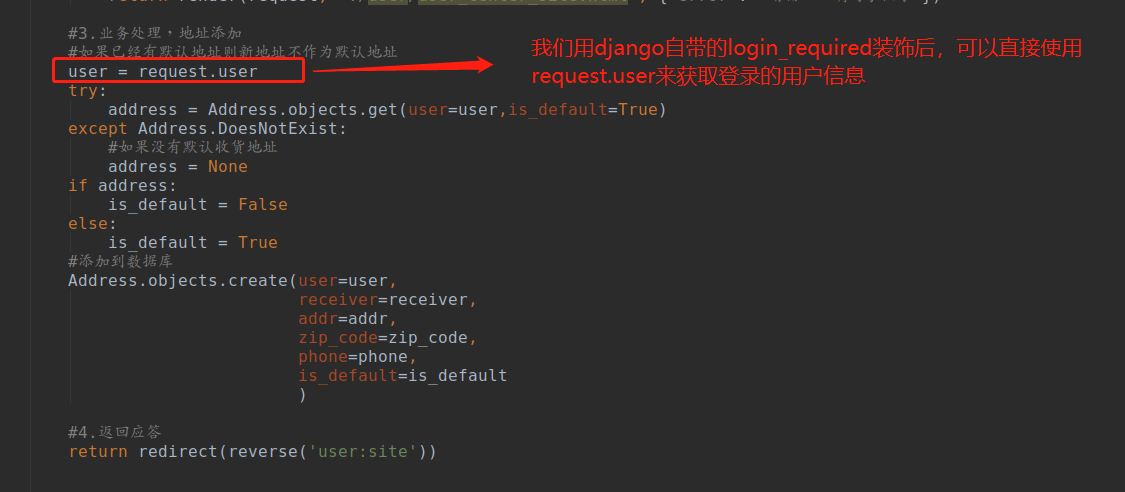 return render(request,
#3.业务处理，地址添加
#如果已经有默认地址则新地址不作为默认地址
user = request.user
我们用django自带的login_required装饰后，可以直接使用
request.user来获取登录的用户信息
try:
address = Address.objects.get(user=user,is_default=True)
except Address.DoesNotExist:
#如果没有默认收货地址
address = None
if address:
is_default = False
else:
is_default = True
#添加到数据库
Address.objects.create(user=user,
receiver=receiver,
addr=addr,
zip_code=zip_code,
phone=phone,
is_default=is_default
)
#4.返回应答
return redirect(reverse('user:site'))